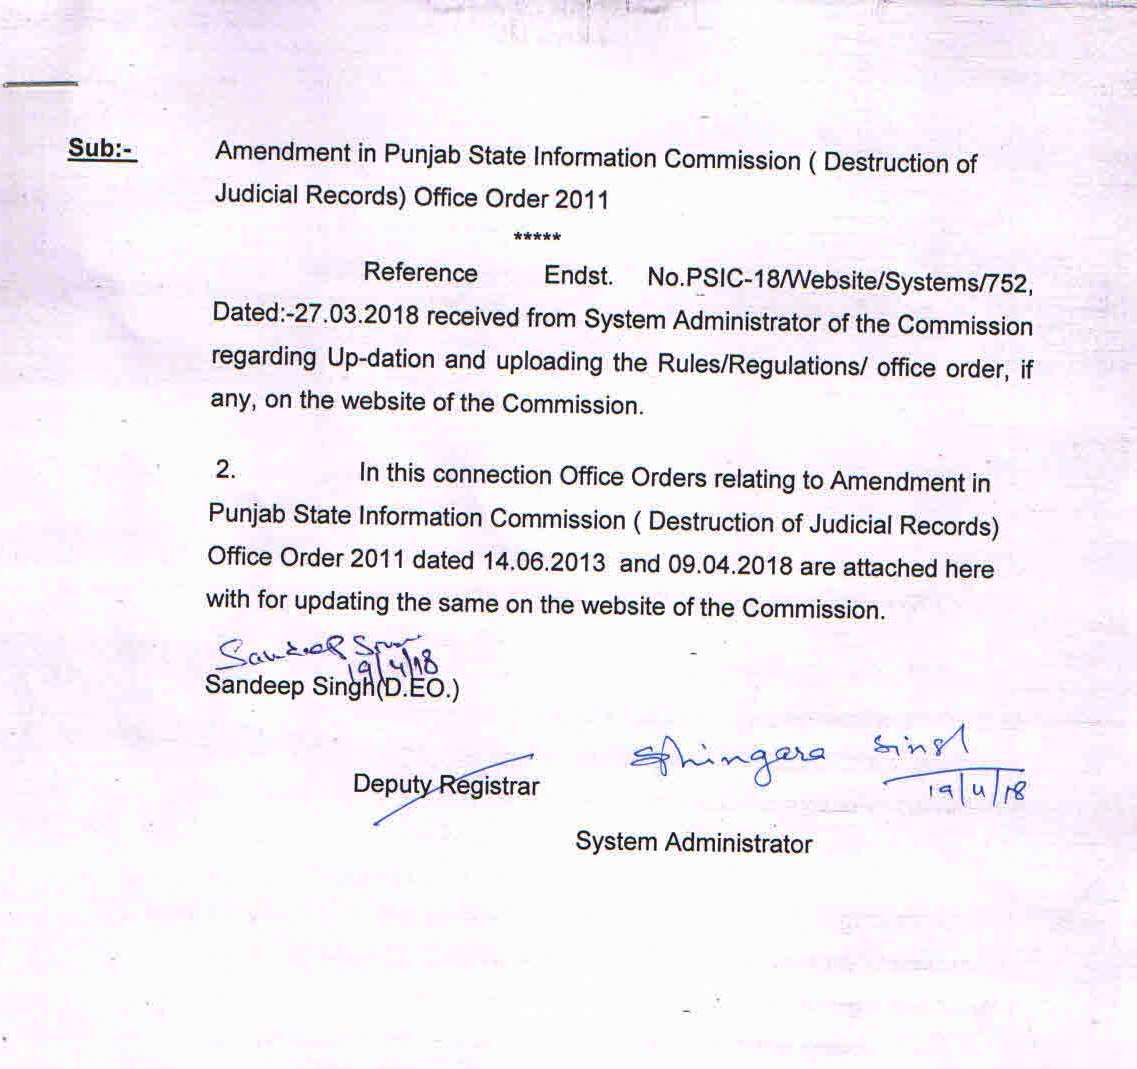 Sub:- Amendment in Punjab State Information Commission ( Destruction of
Judicial Records) Office Order 2011
*****
Reference Endst. No.PSIC-18/Website/Systems/752,
Dated:-27.03.2018 received from System Administrator of the Commission
regarding Up-dation and uploading the Rules/Regulations/ office order, if
any, on the website of the Commission.
2. In this connection Office Orders relating to Amendment in
Punjab State Information Commission ( Destruction of Judicial Records)
Office Order 2011 dated 14.06.2013 and 09.04.2018 are attached here
with for updating the same on the website of the Commission.
Sandeep
19/4/18
Sandeep Singh(D.EO.)
Shingara Singh
Deputy Registrar
19/4/18
System Administrator